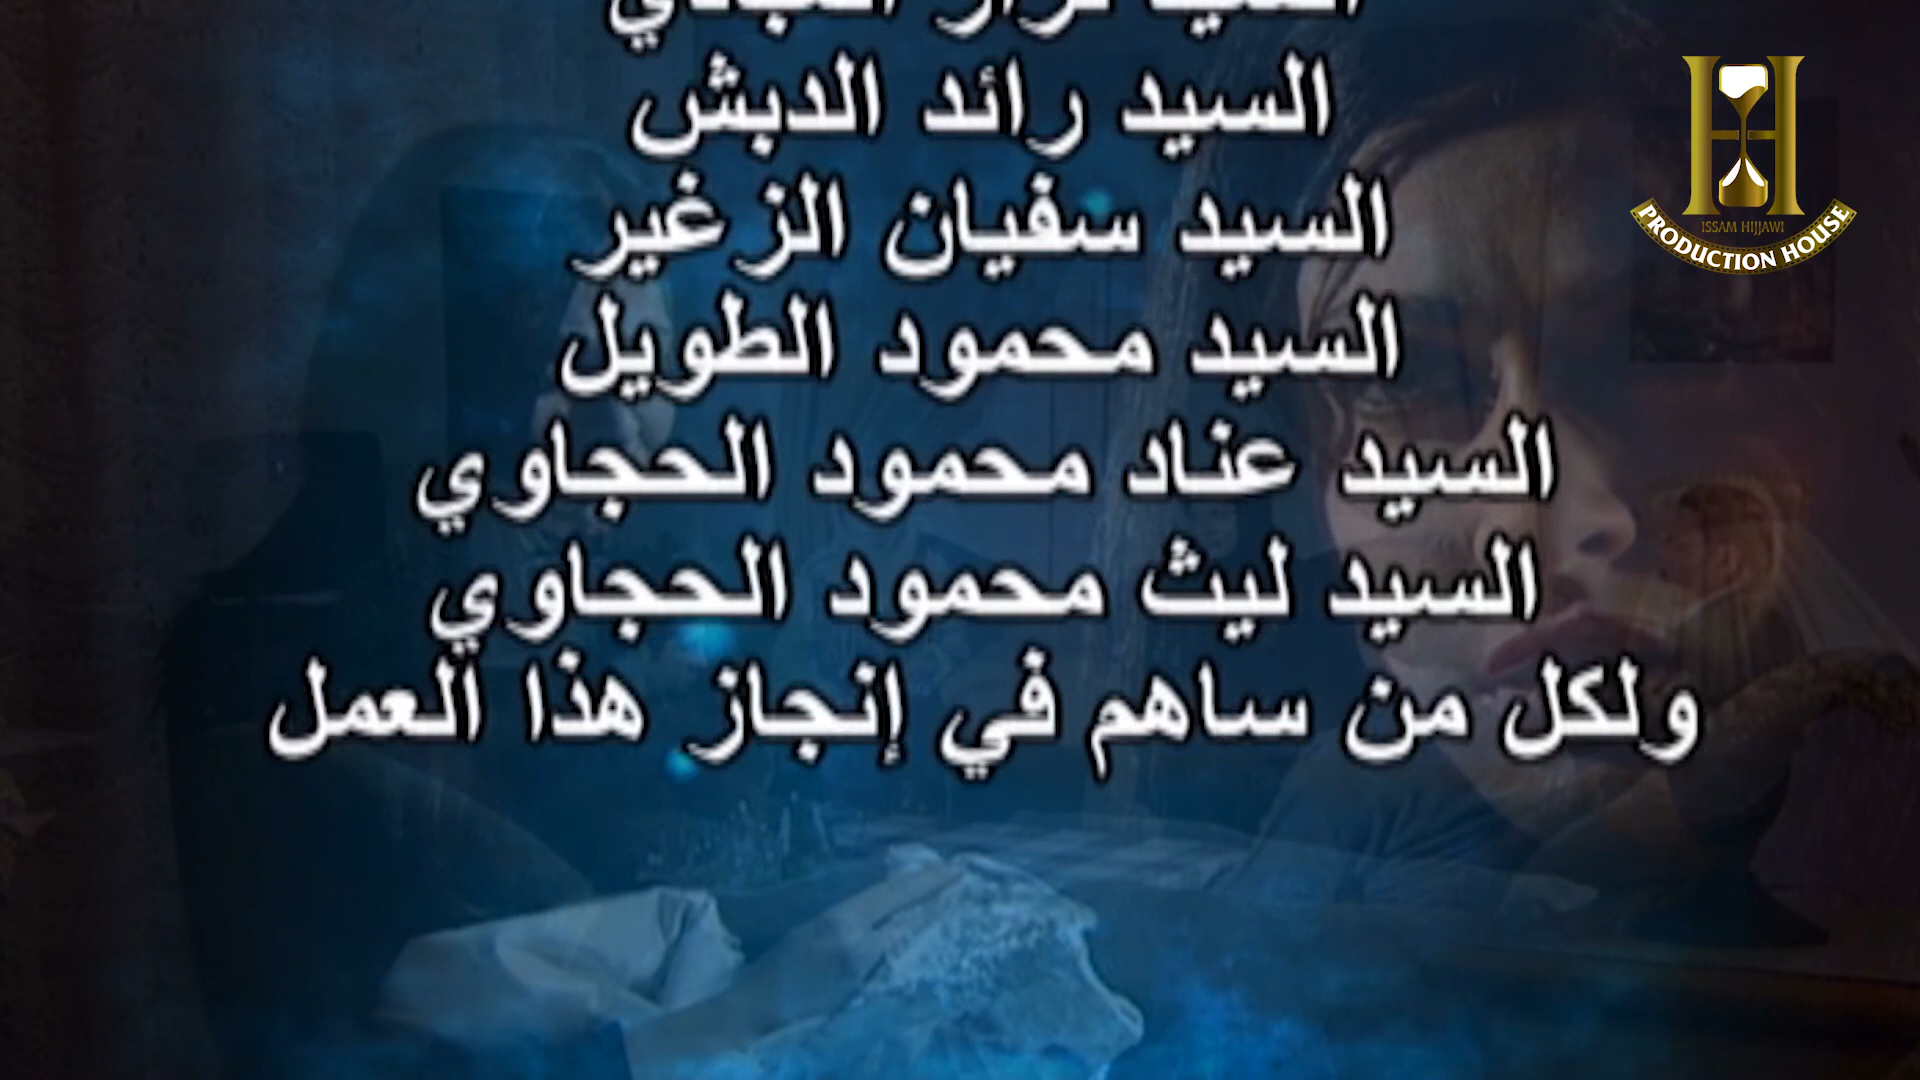 السيد رائد الدبش
السيد سفيان الزغير
السيد محمود الطويل
السيد عناد محمود الحجاوي
السيد ليث محمود الحجاوي
ولكل من ساهم في إنجاز هذا العمل
ISSAM HIJJAWI
PRODUCTION HOUSE